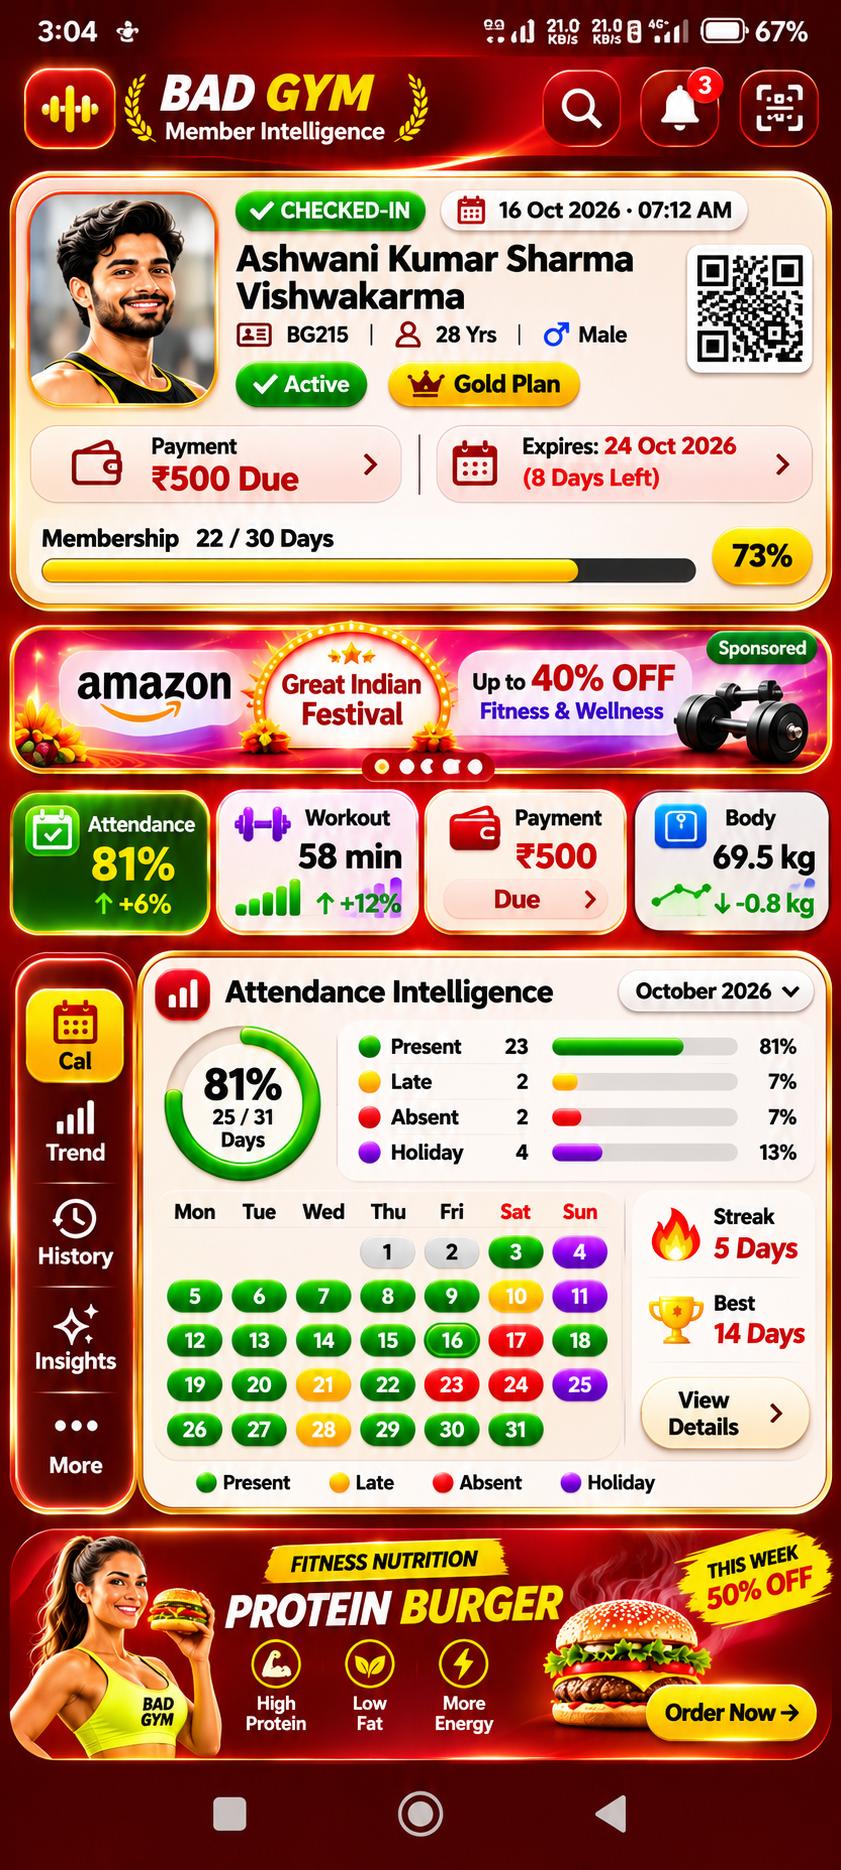 3:04
21.0 KB/s 21.0 KB/s 4G+ 67%
BAD GYM
Member Intelligence
3
CHECKED-IN
16 Oct 2026 · 07:12 AM
Ashwani Kumar Sharma
Vishwakarma
BG215 | 28 Yrs | Male
Active
Gold Plan
Payment
₹500 Due
Expires: 24 Oct 2026
(8 Days Left)
Membership 22 / 30 Days
73%
Sponsored
amazon
Great Indian
Festival
Up to 40% OFF
Fitness & Wellness
Attendance
81%
↑ +6%
Workout
58 min
↑ +12%
Payment
₹500
Due
Body
69.5 kg
↓ -0.8 kg
Cal
Trend
History
Insights
More
Attendance Intelligence
October 2026
81%
25 / 31
Days
Present 23 81%
Late 2 7%
Absent 2 7%
Holiday 4 13%
Mon Tue Wed Thu Fri Sat Sun
1 2 3 4
5 6 7 8 9 10 11
12 13 14 15 16 17 18
19 20 21 22 23 24 25
26 27 28 29 30 31
Streak
5 Days
Best
14 Days
View
Details
Present Late Absent Holiday
FITNESS NUTRITION
PROTEIN BURGER
THIS WEEK
50% OFF
High
Protein
Low
Fat
More
Energy
BAD
GYM
Order Now →